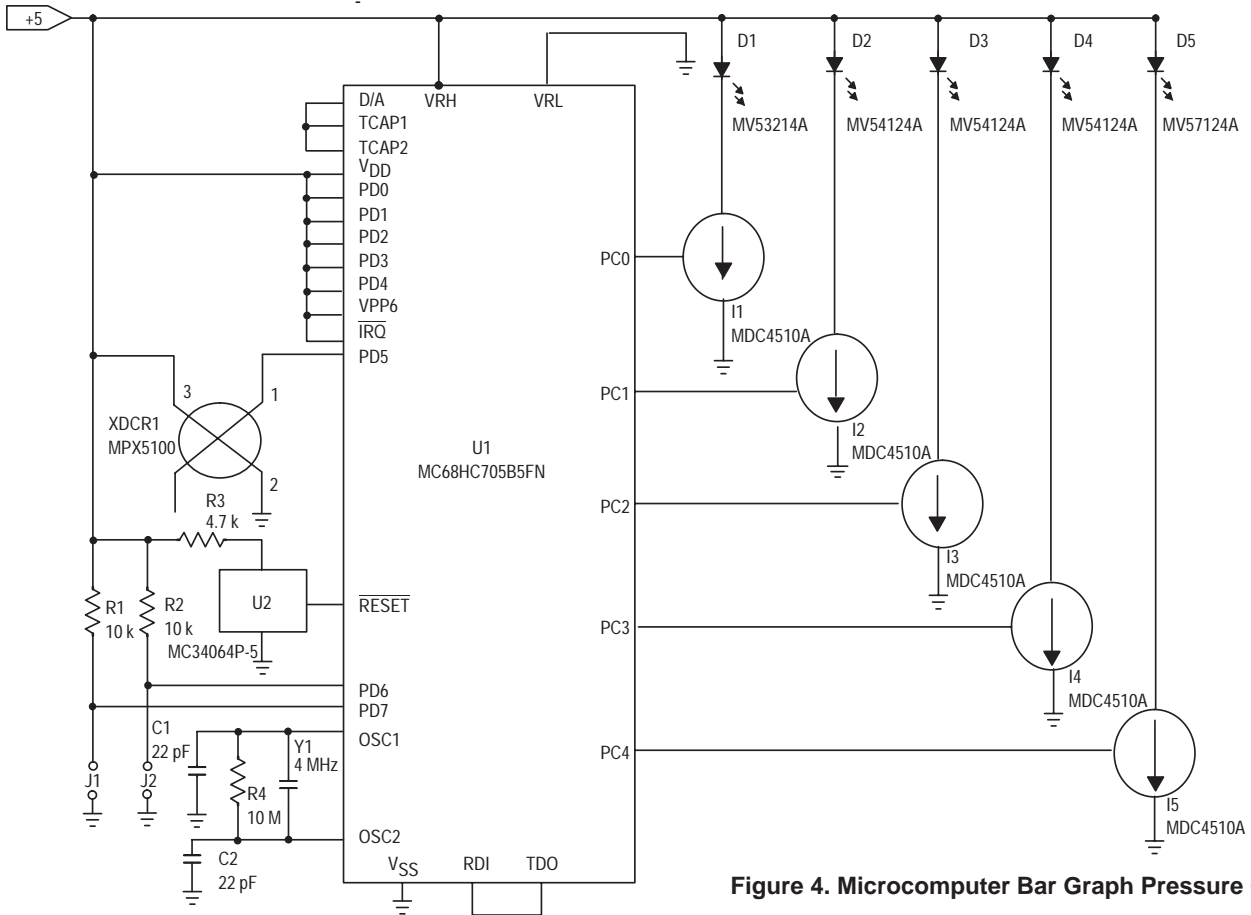 +5
D1
D2
D3
D4
D5
MV53214A
MV54124A
MV54124A
MV54124A
MV57124A
D/A
TCAP1
TCAP2
VDD
PD0
PD1
PD2
PD3
PD4
VPP6
IRQ
PD5
VRH
VRL
PC0
I1
MDC4510A
PC1
I2
MDC4510A
PC2
I3
MDC4510A
PC3
I4
MDC4510A
PC4
I5
MDC4510A
U1
MC68HC705B5FN
XDCR1
MPX5100
3
1
2
R3
4.7 k
U2
MC34064P-5
RESET
R1
10 k
R2
10 k
PD6
PD7
OSC1
OSC2
C1
22 pF
Y1
4 MHz
R4
10 M
C2
22 pF
J1
J2
VSS
RDI
TDO
Figure 4. Microcomputer Bar Graph Pressure